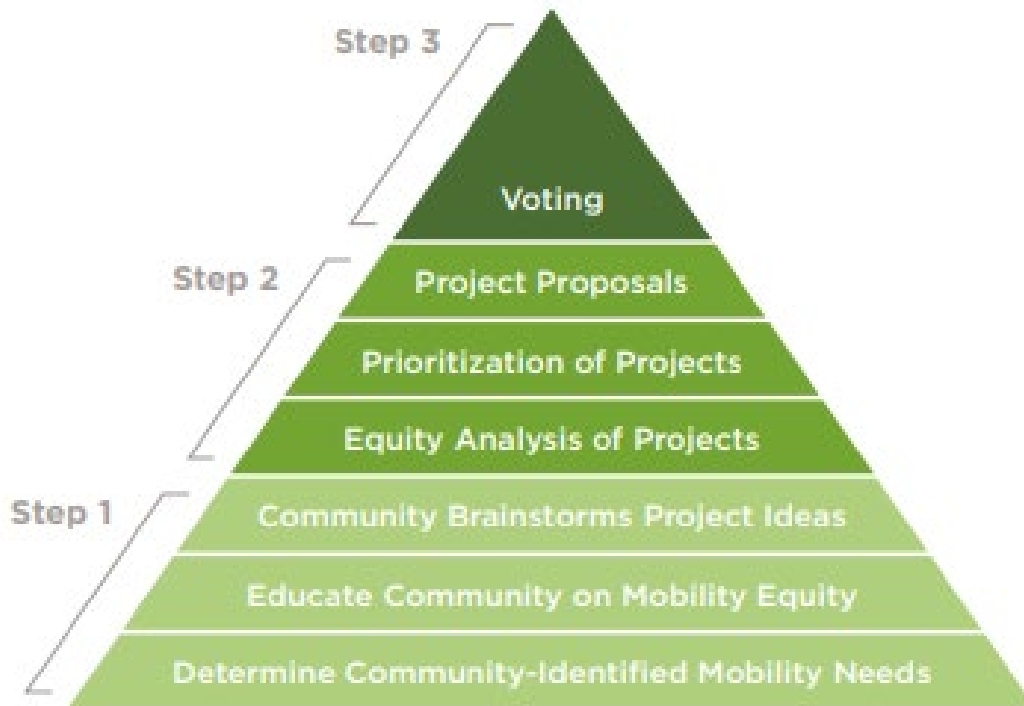 Step 3
Voting
Step 2
Project Proposals
Prioritization of Projects
Equity Analysis of Projects
Step 1
Community Brainstorms Project Ideas
Educate Community on Mobility Equity
Determine Community-Identified Mobility Needs